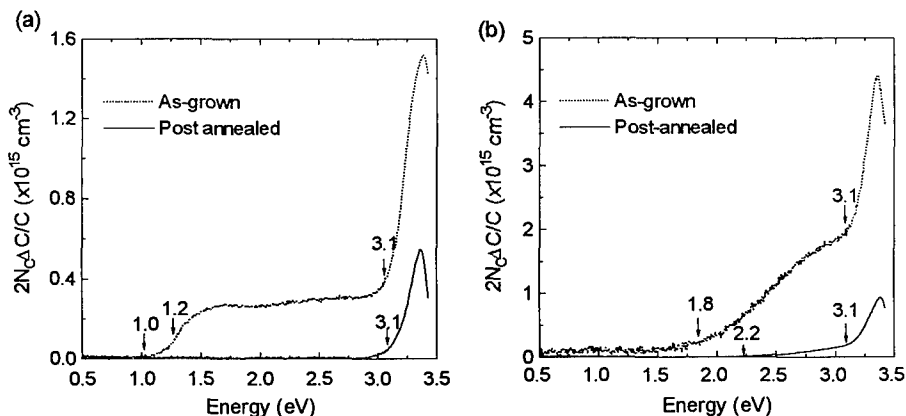 (a)
1.6
1.2
0.8
0.4
0.0
2N_CΔC/C (x10^15 cm^-3)
As-grown
Post annealed
1.0
1.2
3.1
3.1
0.5 1.0 1.5 2.0 2.5 3.0 3.5
Energy (eV)
(b)
5
4
3
2
1
0
2N_CΔC/C (x10^15 cm^-3)
As-grown
Post-annealed
1.8
2.2
3.1
3.1
0.5 1.0 1.5 2.0 2.5 3.0 3.5
Energy (eV)